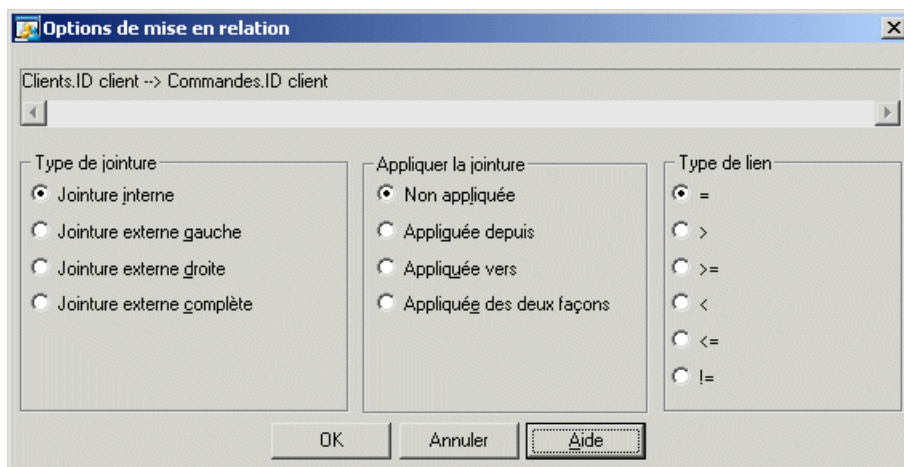 Options de mise en relation
Clients.ID client --> Commandes.ID client
Type de jointure
Jointure interne
Jointure externe gauche
Jointure externe droite
Jointure externe complète
Appliquer la jointure
Non appliquée
Appliquée depuis
Appliquée vers
Appliquée des deux façons
Type de lien
=
>
>=
<
<=
!=
OK
Annuler
Aide